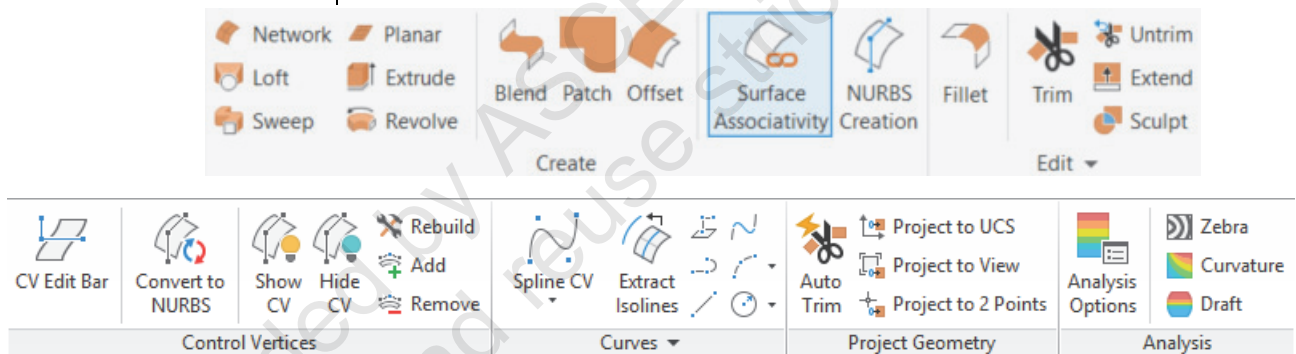 Network Planar
Loft Extrude
Sweep Revolve
Blend Patch Offset
Surface Associativity
NURBS Creation
Fillet
Trim
Untrim
Extend
Sculpt
Create
Edit
CV Edit Bar
Convert to NURBS
Show CV
Hide CV
Rebuild
Add
Remove
Spline CV
Extract Isolines
Auto Trim
Project to UCS
Project to View
Project to 2 Points
Analysis Options
Zebra
Curvature
Draft
Control Vertices
Curves
Project Geometry
Analysis